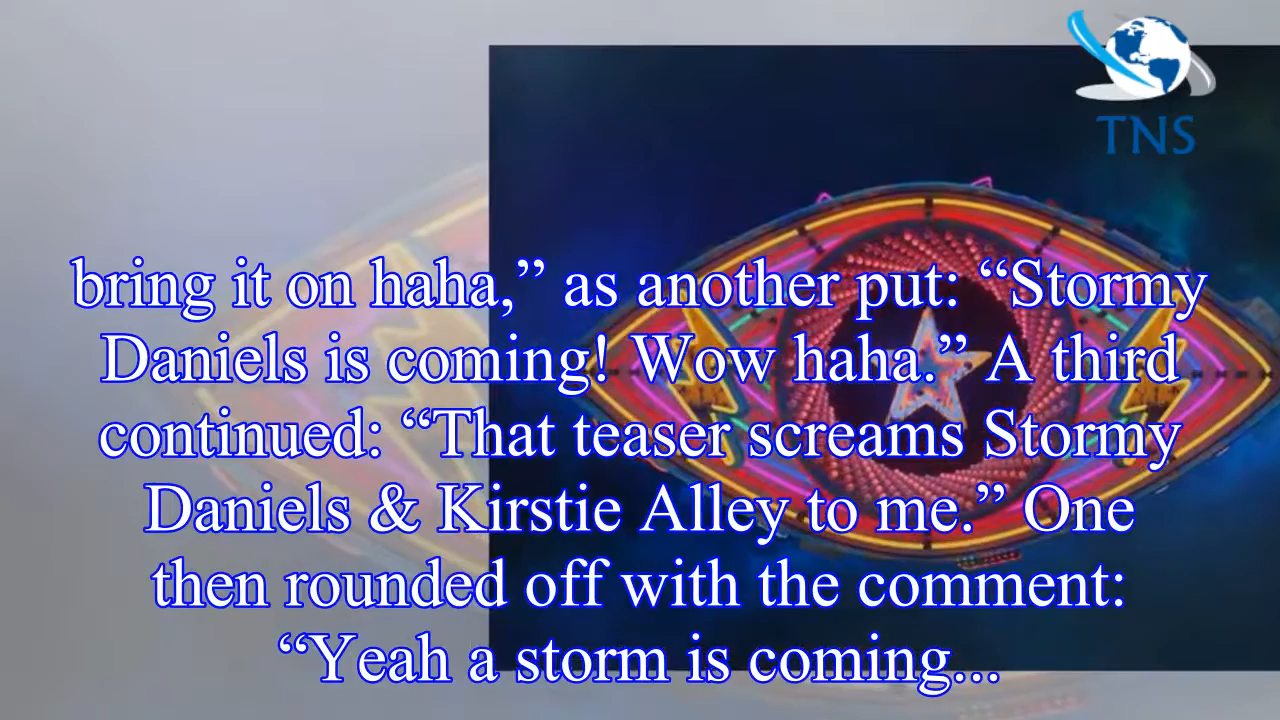 TNS
bring it on haha,” as another put: “Stormy
Daniels is coming! Wow haha.” A third
continued: “That teaser screams Stormy
Daniels & Kirstie Alley to me.” One
then rounded off with the comment:
“Yeah a storm is coming...